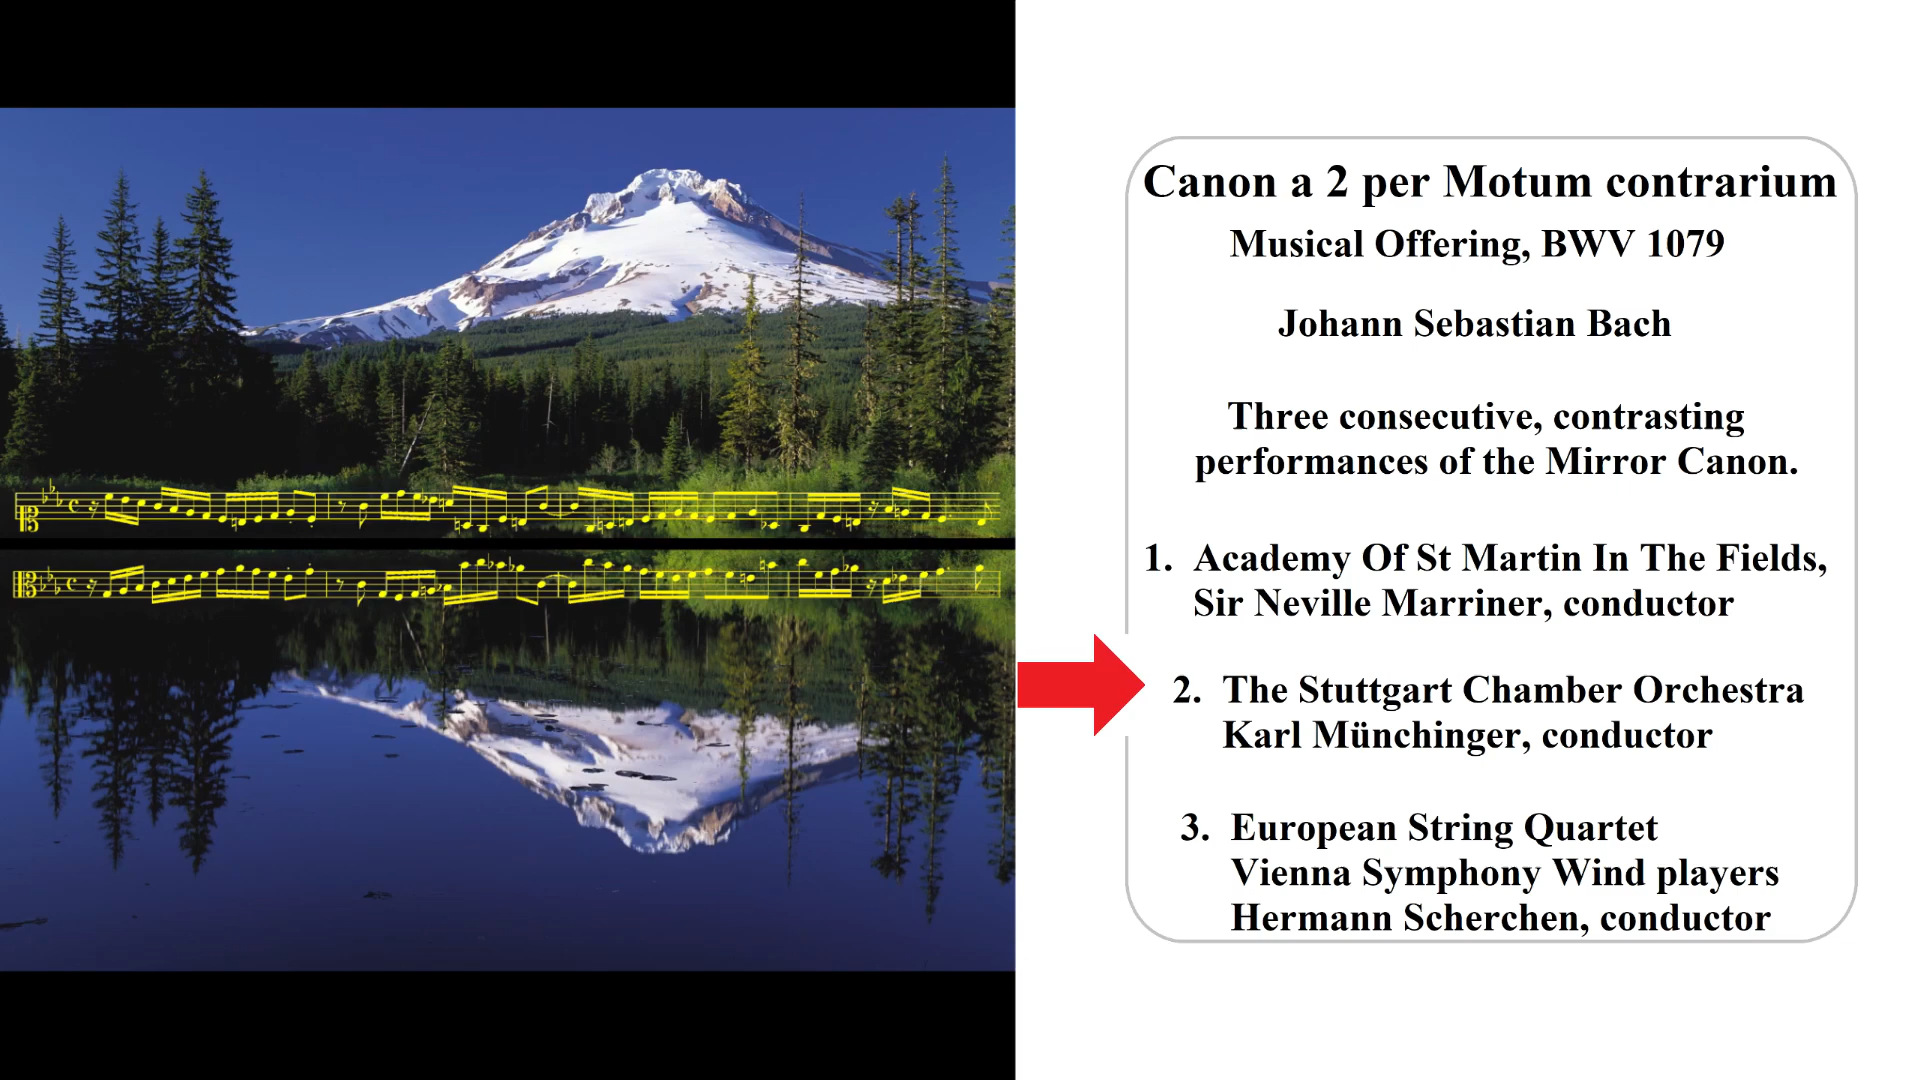 Canon a 2 per Motum contrarium
Musical Offering, BWV 1079
Johann Sebastian Bach
Three consecutive, contrasting
performances of the Mirror Canon.
1. Academy Of St Martin In The Fields,
Sir Neville Marriner, conductor
2. The Stuttgart Chamber Orchestra
Karl Münchinger, conductor
3. European String Quartet
Vienna Symphony Wind players
Hermann Scherchen, conductor